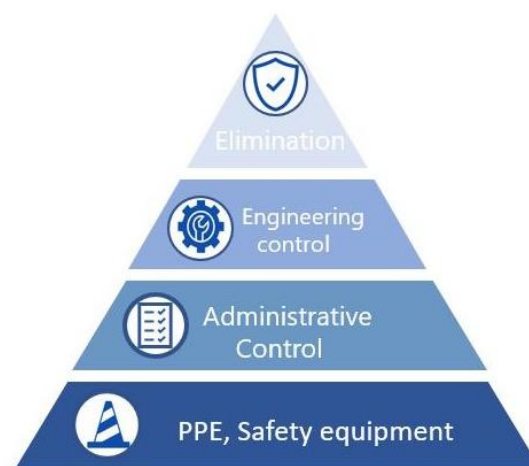 Elimination
Engineering
control
Administrative
Control
PPE, Safety equipment